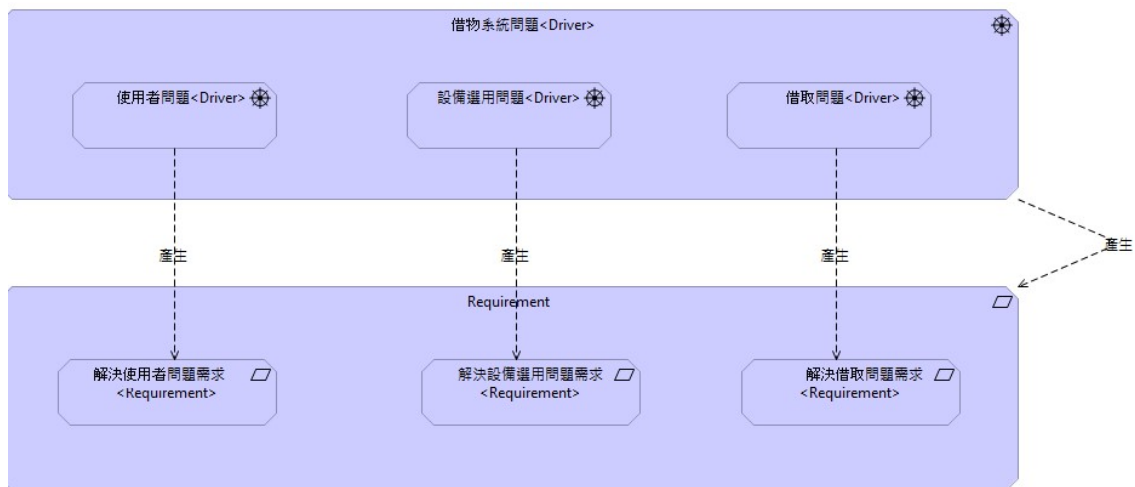 借物系統問題<Driver>
使用者問題<Driver>
設備選用問題<Driver>
借取問題<Driver>
產生
產生
產生
產生
Requirement
解決使用者問題需求
<Requirement>
解決設備選用問題需求
<Requirement>
解決借取問題需求
<Requirement>